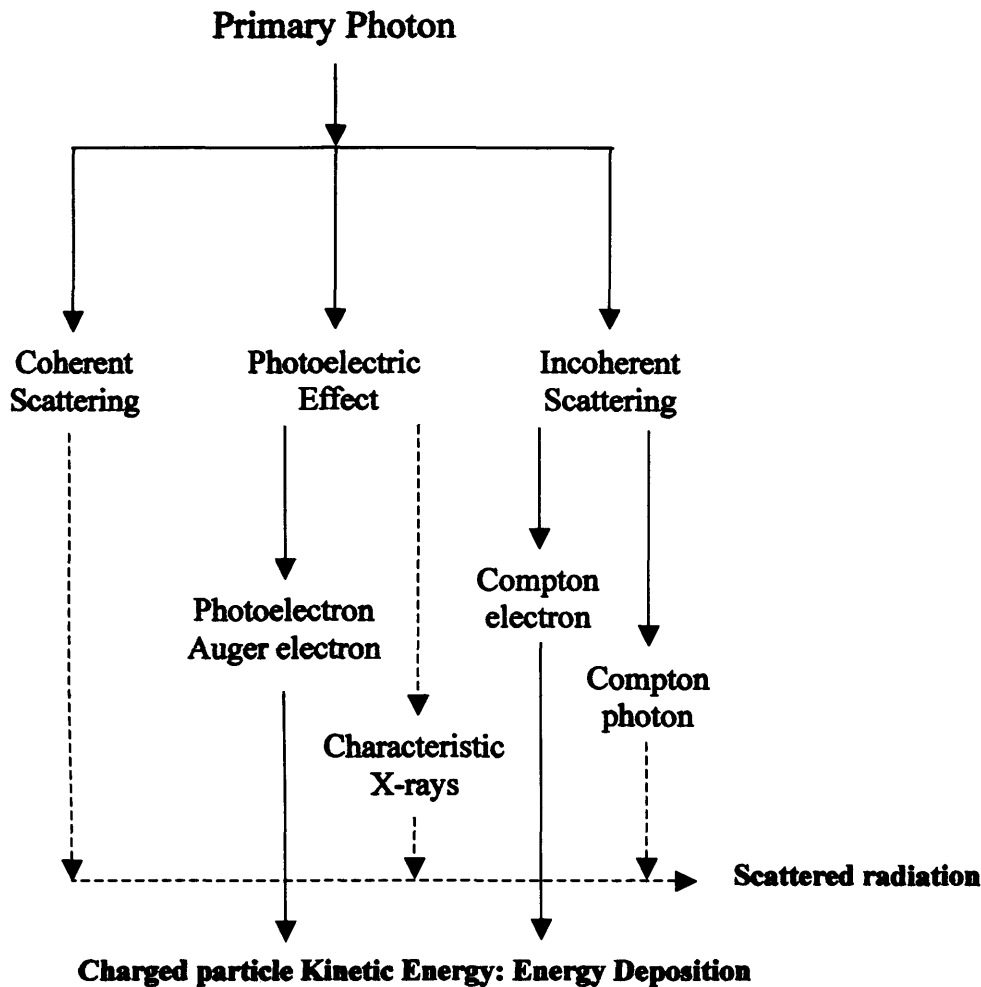 Primary Photon
Coherent
Scattering
Photoelectric
Effect
Incoherent
Scattering
Photoelectron
Auger electron
Compton
electron
Compton
photon
Characteristic
X-rays
Scattered radiation
Charged particle Kinetic Energy: Energy Deposition